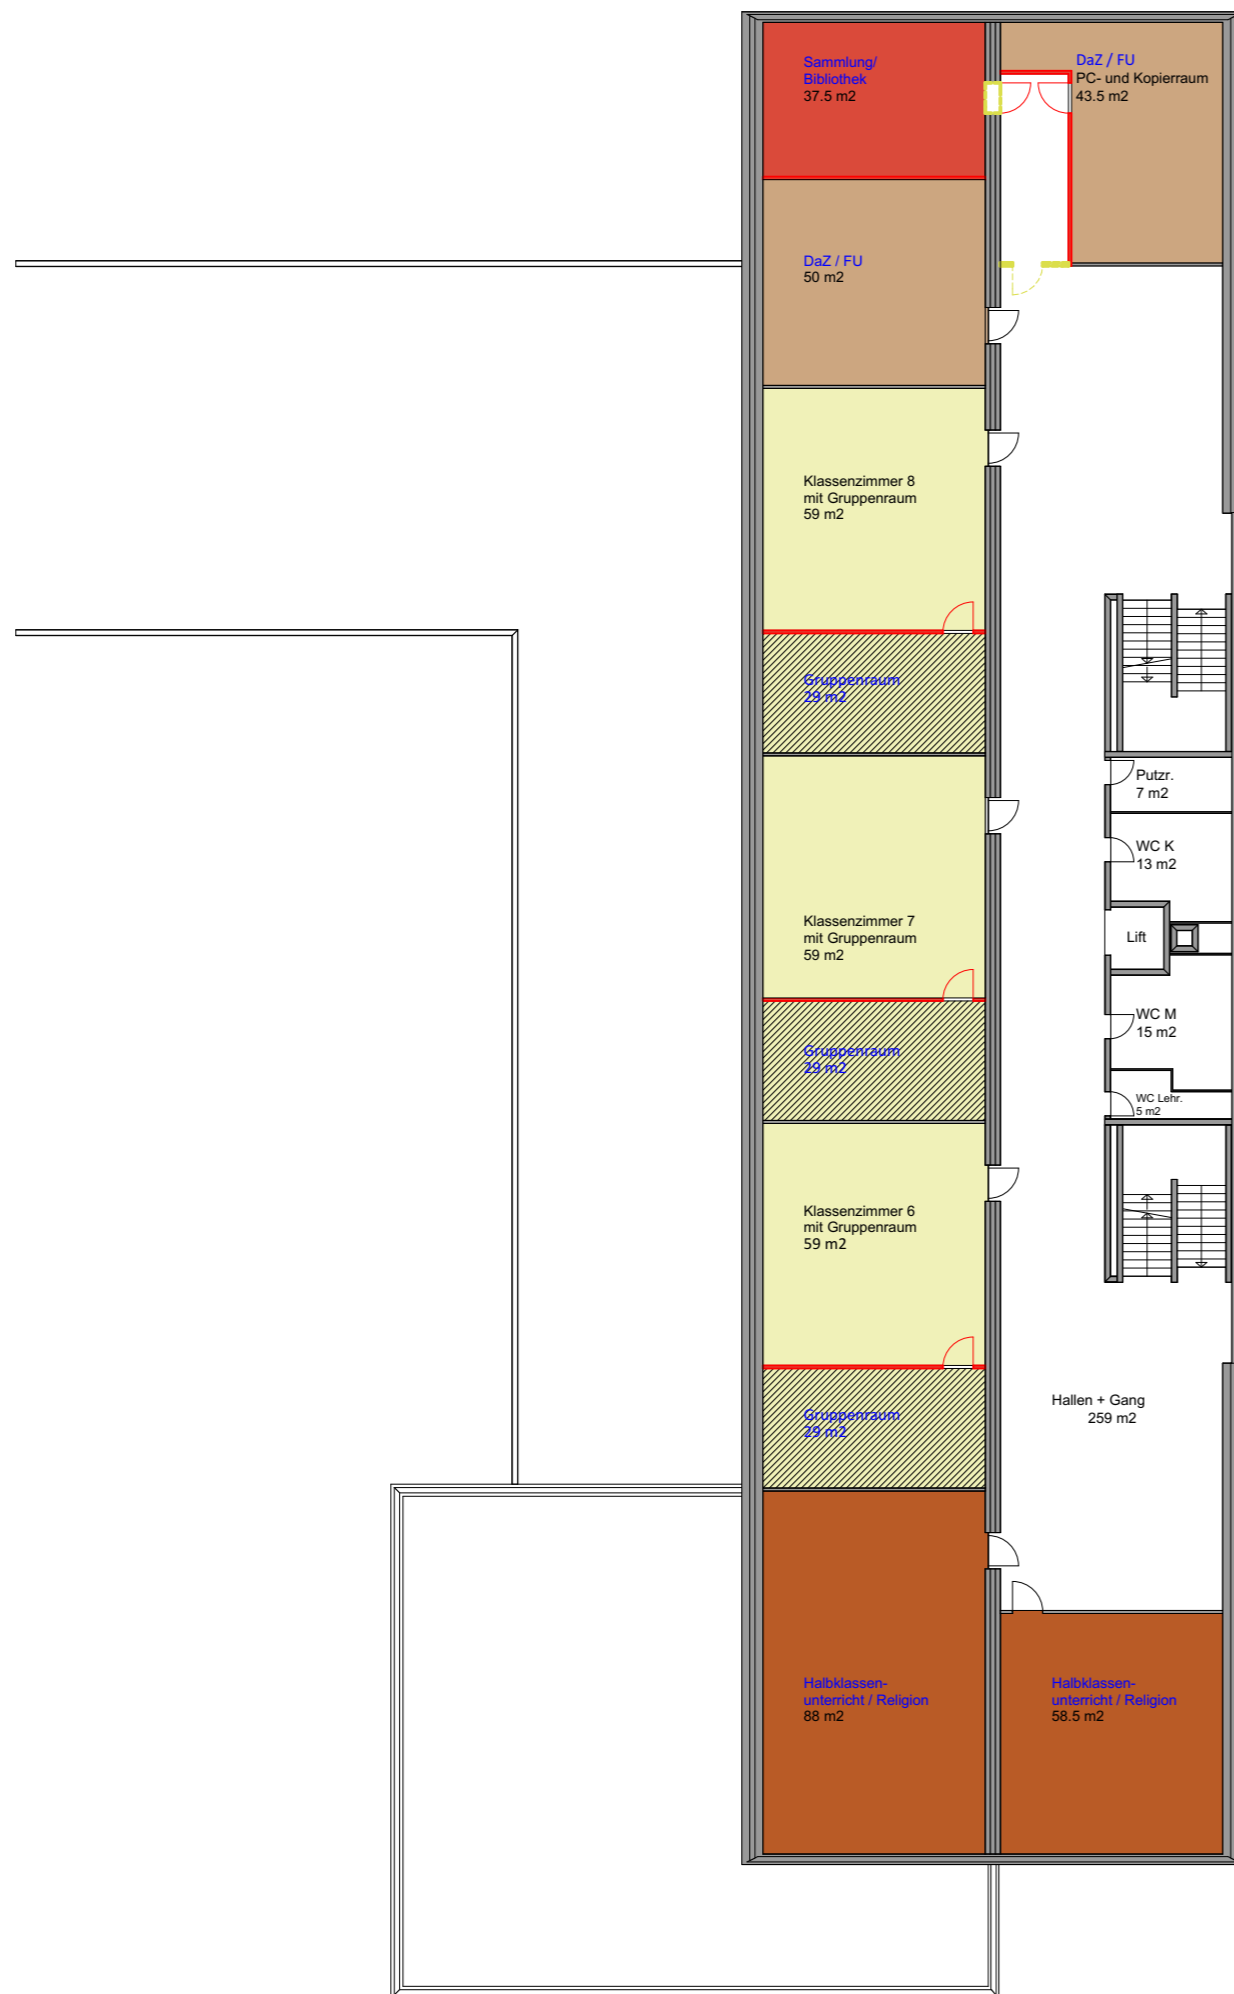 Sammlung/
Bibliothek
37.5 m2
DaZ / FU
PC- und Kopierraum
43.5 m2
DaZ / FU
50 m2
Klassenzimmer 8
mit Gruppenraum
59 m2
Gruppenraum
29 m2
Putzr.
7 m2
WC K
13 m2
Klassenzimmer 7
mit Gruppenraum
59 m2
Lift
WC M
15 m2
Gruppenraum
29 m2
WC Lehr.
5 m2
Klassenzimmer 6
mit Gruppenraum
59 m2
Hallen + Gang
259 m2
Gruppenraum
29 m2
Halbklassen-
unterricht / Religion
88 m2
Halbklassen-
unterricht / Religion
58.5 m2